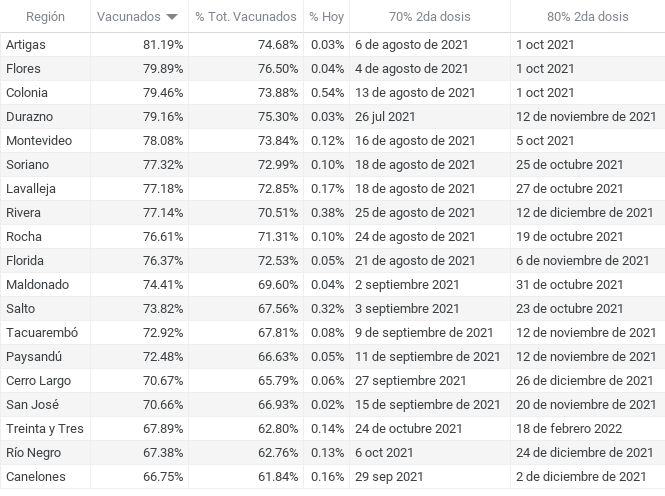 Región Vacunados % Tot. Vacunados % Hoy 70% 2da dosis 80% 2da dosis
Artigas 81.19% 74.68% 0.03% 6 de agosto de 2021 1 oct 2021
Flores 79.89% 76.50% 0.04% 4 de agosto de 2021 1 oct 2021
Colonia 79.46% 73.88% 0.54% 13 de agosto de 2021 1 oct 2021
Durazno 79.16% 75.30% 0.03% 26 jul 2021 12 de noviembre de 2021
Montevideo 78.08% 73.84% 0.12% 16 de agosto de 2021 5 oct 2021
Soriano 77.32% 72.99% 0.10% 18 de agosto de 2021 25 de octubre 2021
Lavalleja 77.18% 72.85% 0.17% 18 de agosto de 2021 27 de octubre 2021
Rivera 77.14% 70.51% 0.38% 25 de agosto de 2021 12 de diciembre de 2021
Rocha 76.61% 71.31% 0.10% 24 de agosto de 2021 19 de octubre 2021
Florida 76.37% 72.53% 0.05% 21 de agosto de 2021 6 de noviembre de 2021
Maldonado 74.41% 69.60% 0.04% 2 septiembre 2021 31 de octubre 2021
Salto 73.82% 67.56% 0.32% 3 septiembre 2021 23 de octubre 2021
Tacuarembó 72.92% 67.81% 0.08% 9 de septiembre de 2021 12 de noviembre de 2021
Paysandú 72.48% 66.63% 0.05% 11 de septiembre de 2021 12 de noviembre de 2021
Cerro Largo 70.67% 65.79% 0.06% 27 septiembre 2021 26 de diciembre de 2021
San José 70.66% 66.93% 0.02% 15 de septiembre de 2021 20 de noviembre de 2021
Treinta y Tres 67.89% 62.80% 0.14% 24 de octubre de 2021 18 de febrero 2022
Río Negro 67.38% 62.76% 0.13% 6 oct 2021 24 de diciembre de 2021
Canelones 66.75% 61.84% 0.16% 29 sep 2021 2 de diciembre de 2021